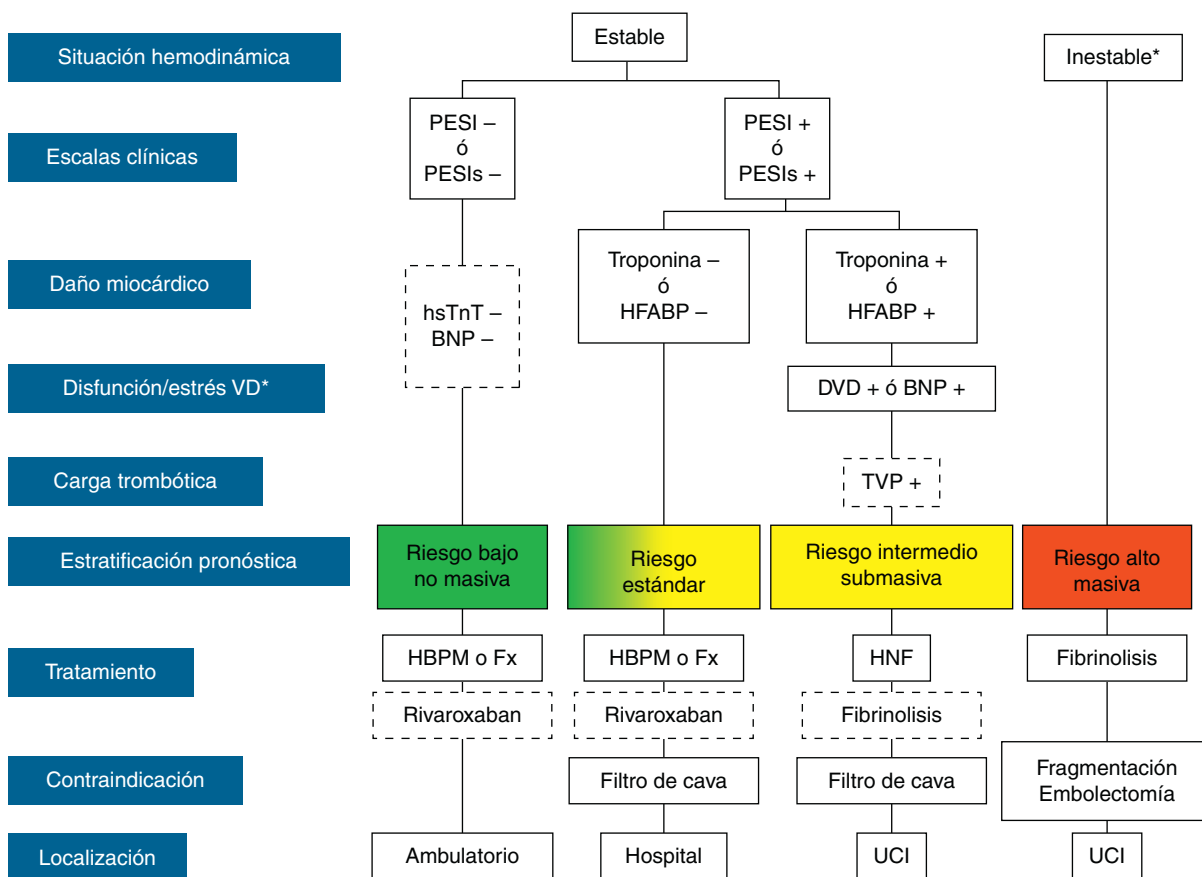 Situación hemodinámica
Estable
Inestable*
Escalas clínicas
PESI –
ó
PESIs –
PESI +
ó
PESIs +
Daño miocárdico
hsTnT –
BNP –
Troponina –
ó
HFABP –
Troponina +
ó
HFABP +
Disfunción/estrés VD*
DVD + ó BNP +
Carga trombótica
TVP +
Estratificación pronóstica
Riesgo bajo
no masiva
Riesgo
estándar
Riesgo intermedio
submasiva
Riesgo alto
masiva
Tratamiento
HBPM o Fx
HBPM o Fx
HNF
Fibrinolisis
Rivaroxaban
Rivaroxaban
Fibrinolisis
Contraindicación
Filtro de cava
Filtro de cava
Fragmentación
Embolectomía
Localización
Ambulatorio
Hospital
UCI
UCI